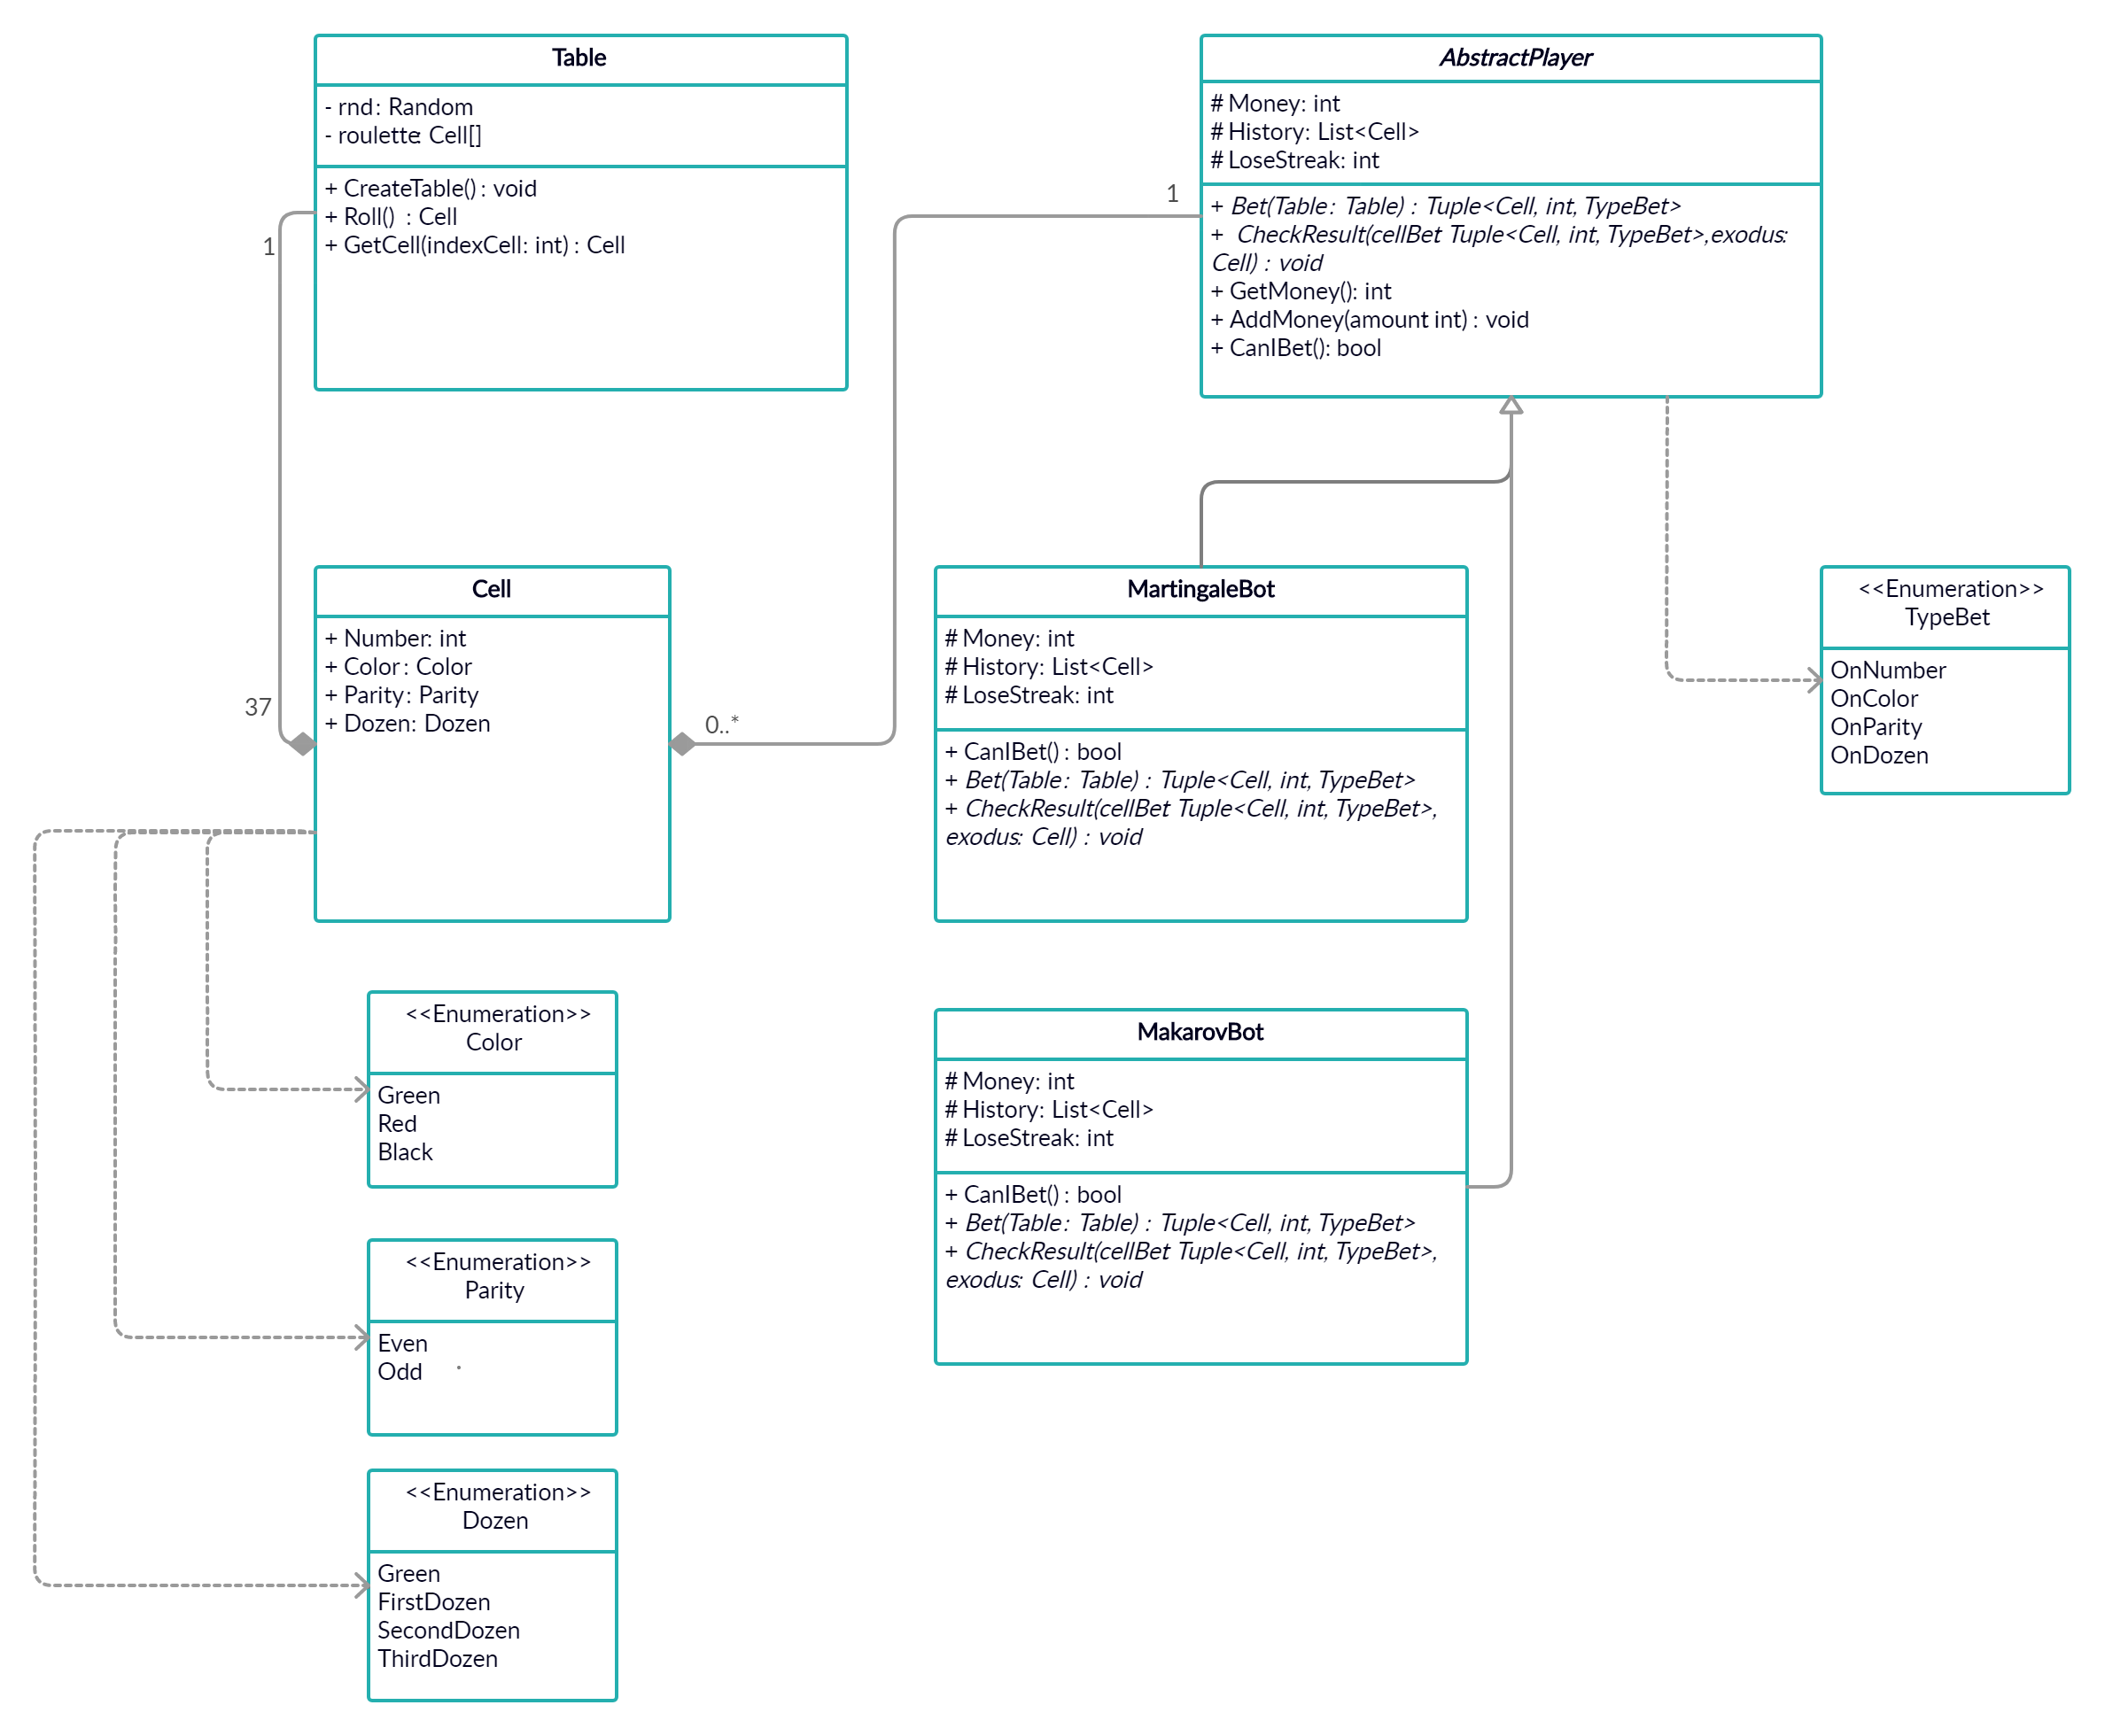 Table
- rnd: Random
- roulette: Cell[]
+ CreateTable() : void
+ Roll() : Cell
+ GetCell(indexCell: int) : Cell
AbstractPlayer
# Money: int
# History: List<Cell>
# LoseStreak: int
+ Bet(Table: Table) : Tuple<Cell, int, TypeBet>
+ CheckResult(cellBet Tuple<Cell, int, TypeBet>,exodus:
Cell) : void
+ GetMoney(): int
+ AddMoney(amount int) : void
+ CanIBet(): bool
1
1
37
0..*
Cell
+ Number: int
+ Color: Color
+ Parity: Parity
+ Dozen: Dozen
MartingaleBot
# Money: int
# History: List<Cell>
# LoseStreak: int
+ CanIBet() : bool
+ Bet(Table: Table) : Tuple<Cell, int, TypeBet>
+ CheckResult(cellBet Tuple<Cell, int, TypeBet>,
exodus: Cell) : void
<<Enumeration>>
TypeBet
OnNumber
OnColor
OnParity
OnDozen
<<Enumeration>>
Color
Green
Red
Black
MakarovBot
# Money: int
# History: List<Cell>
# LoseStreak: int
+ CanIBet() : bool
+ Bet(Table: Table) : Tuple<Cell, int, TypeBet>
+ CheckResult(cellBet Tuple<Cell, int, TypeBet>,
exodus: Cell) : void
<<Enumeration>>
Parity
Even
Odd
<<Enumeration>>
Dozen
Green
FirstDozen
SecondDozen
ThirdDozen